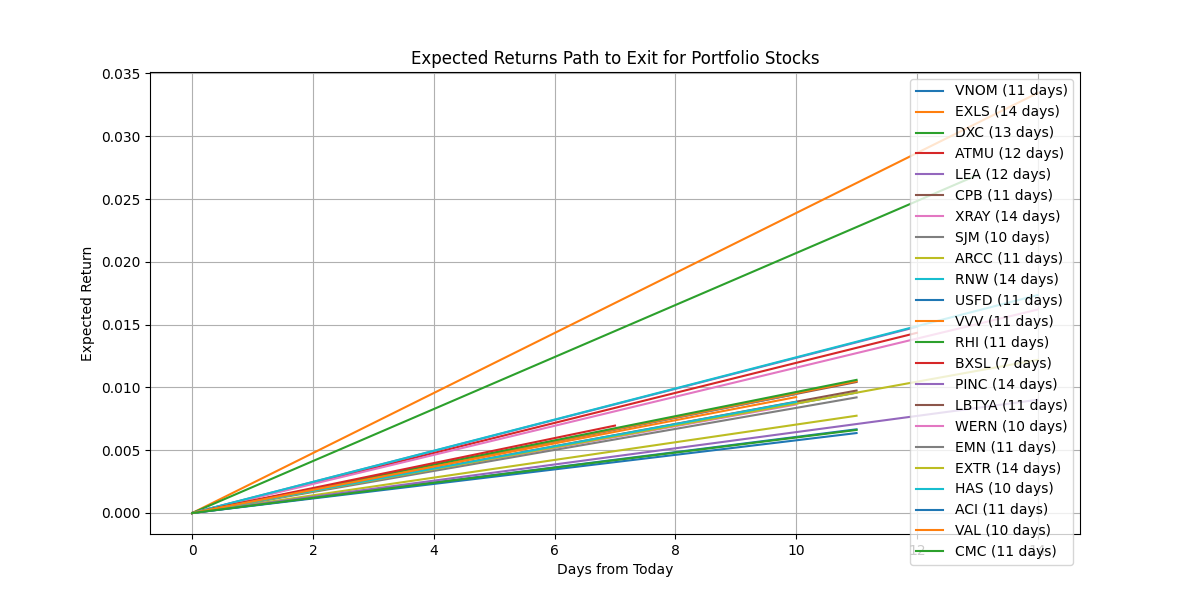 Expected Returns Path to Exit for Portfolio Stocks
0.035
0.030
0.025
0.020
0.015
0.010
0.005
0.000
Expected Return
0 2 4 6 8 10 12
Days from Today
VNOM (11 days)
EXLS (14 days)
DXC (13 days)
ATMU (12 days)
LEA (12 days)
CPB (11 days)
XRAY (14 days)
SJM (10 days)
ARCC (11 days)
RNW (14 days)
USFD (11 days)
VVV (11 days)
RHI (11 days)
BXSL (7 days)
PINC (14 days)
LBTYA (11 days)
WERN (10 days)
EMN (11 days)
EXTR (14 days)
HAS (10 days)
ACI (11 days)
VAL (10 days)
CMC (11 days)